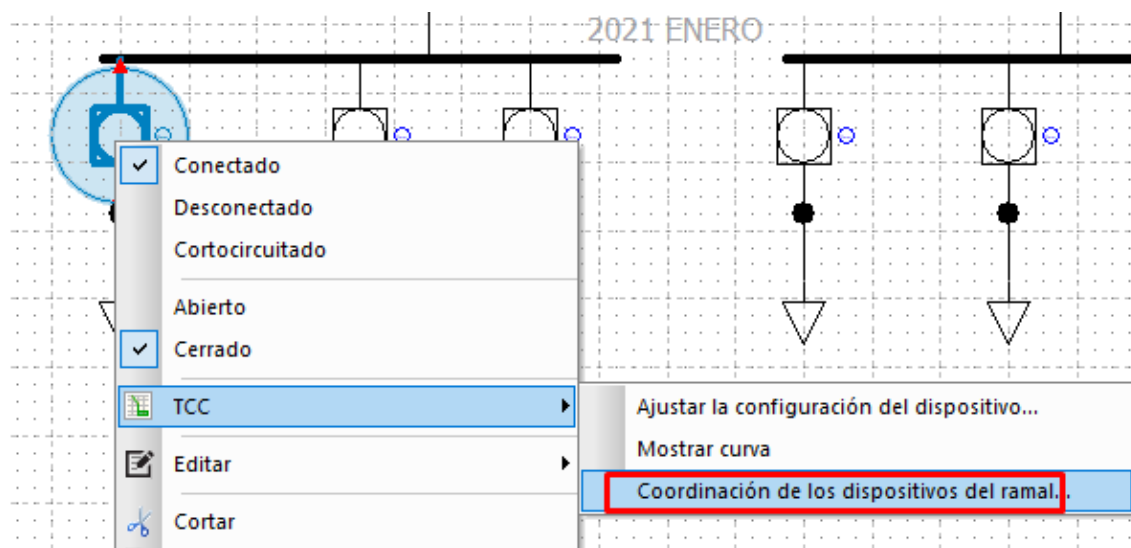 2021 ENERO
Conectado
Desconectado
Cortocircuitado
Abierto
Cerrado
TCC
Ajustar la configuración del dispositivo...
Mostrar curva
Coordinación de los dispositivos del ramal...
Editar
Cortar